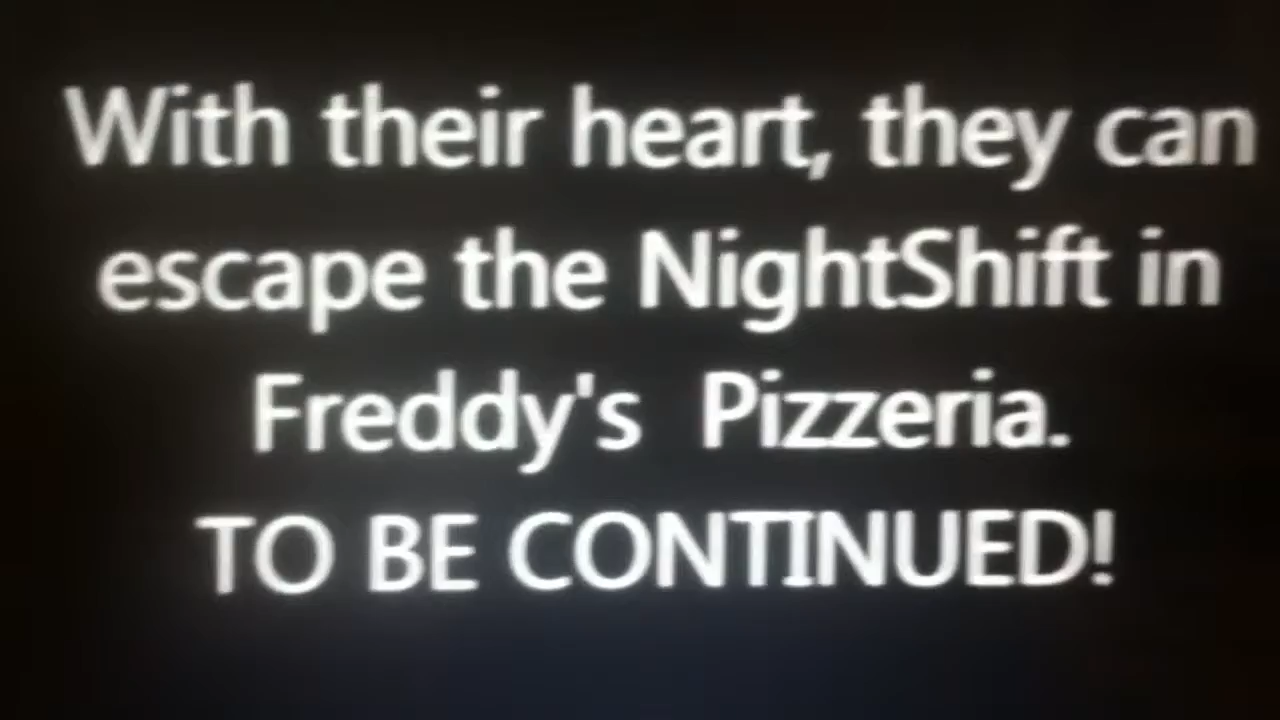 With their heart, they can
escape the NightShift in
Freddy's  Pizzeria.
TO BE CONTINUED!